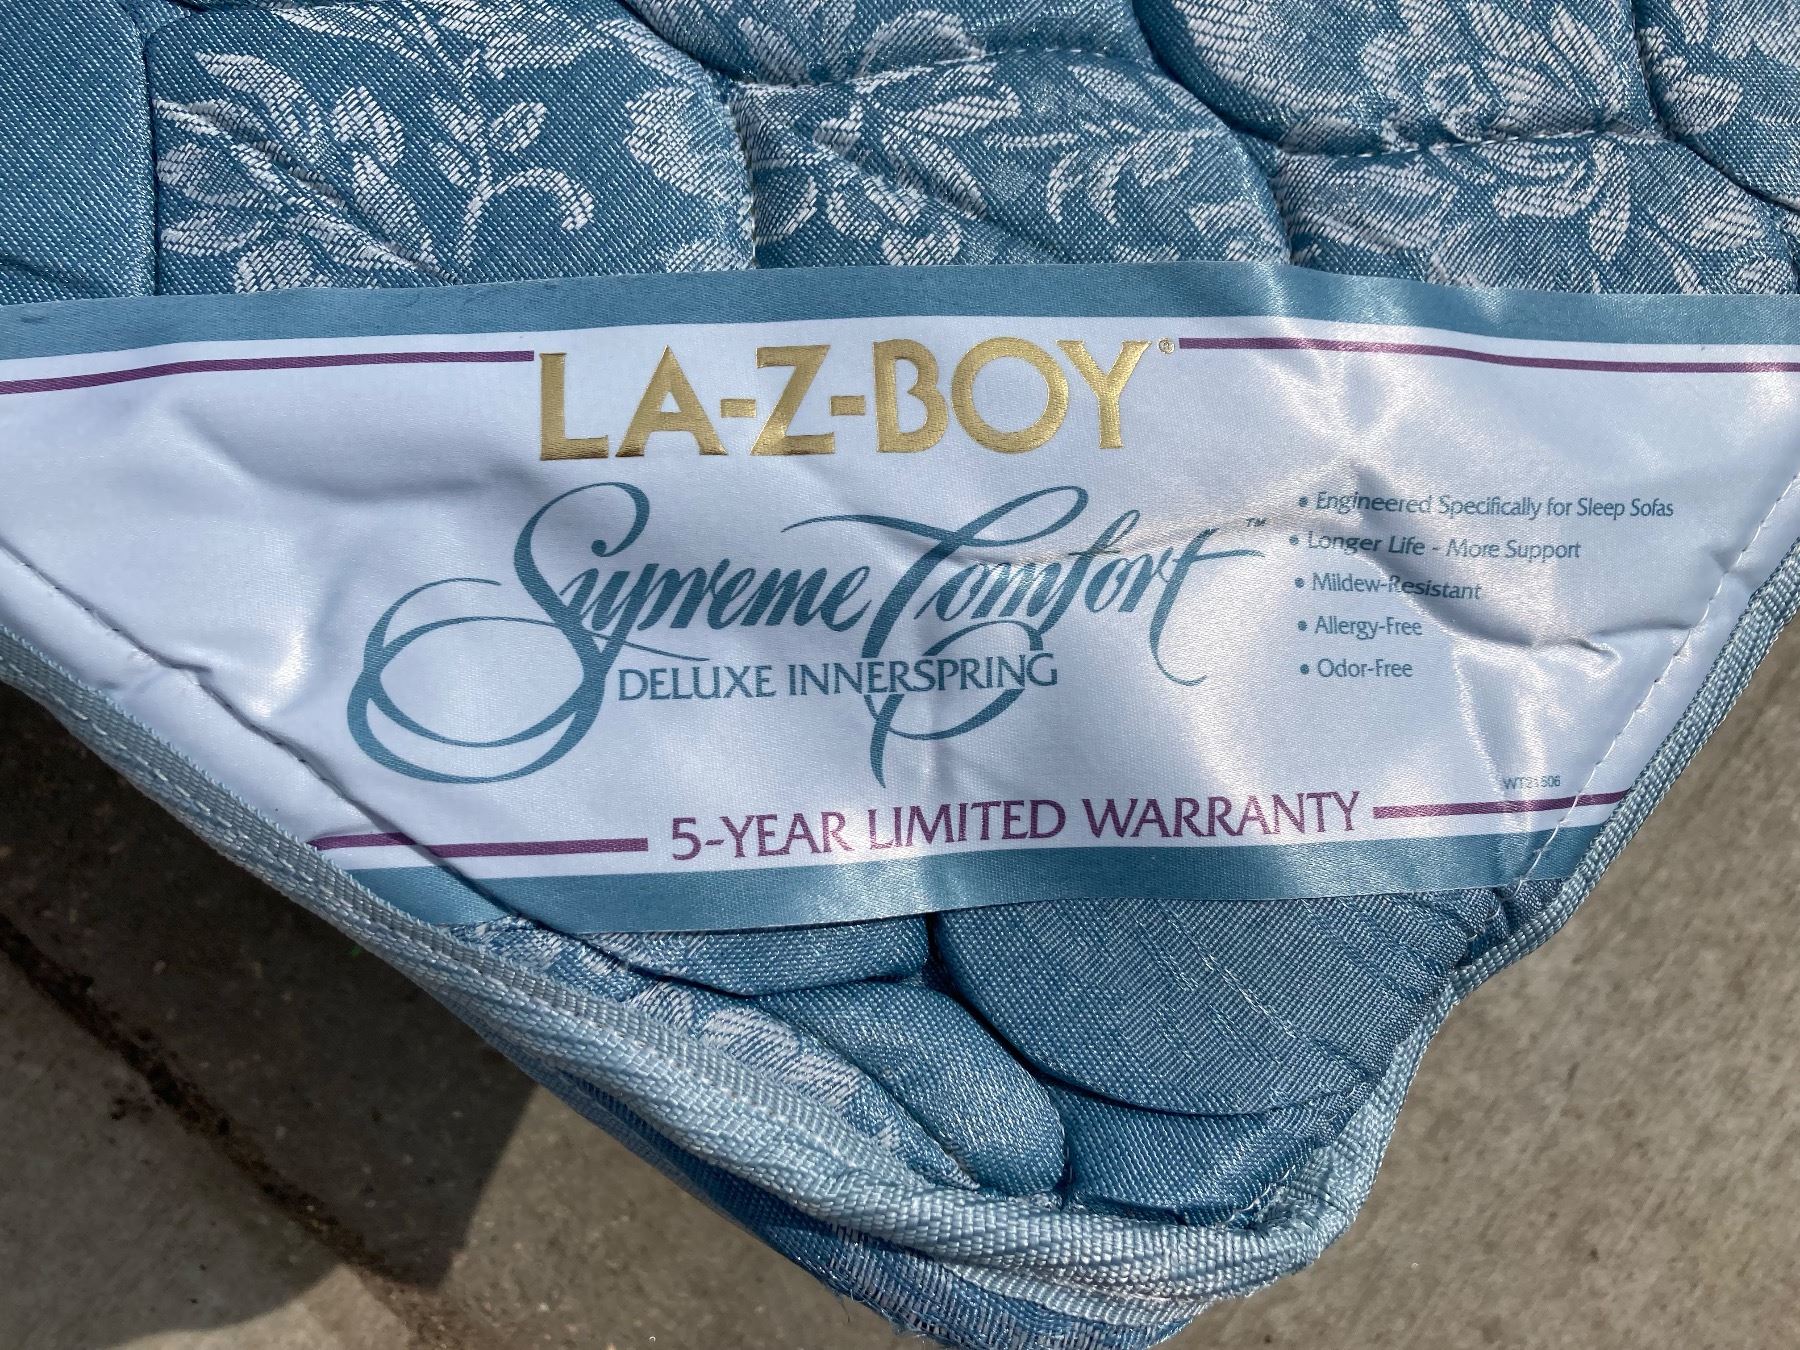 LA-Z-BOY®
Supreme Comfort™
DELUXE INNERSPRING
• Engineered Specifically for Sleep Sofas
• Longer Life - More Support
• Mildew-Resistant
• Allergy-Free
• Odor-Free
WT21506
5-YEAR LIMITED WARRANTY